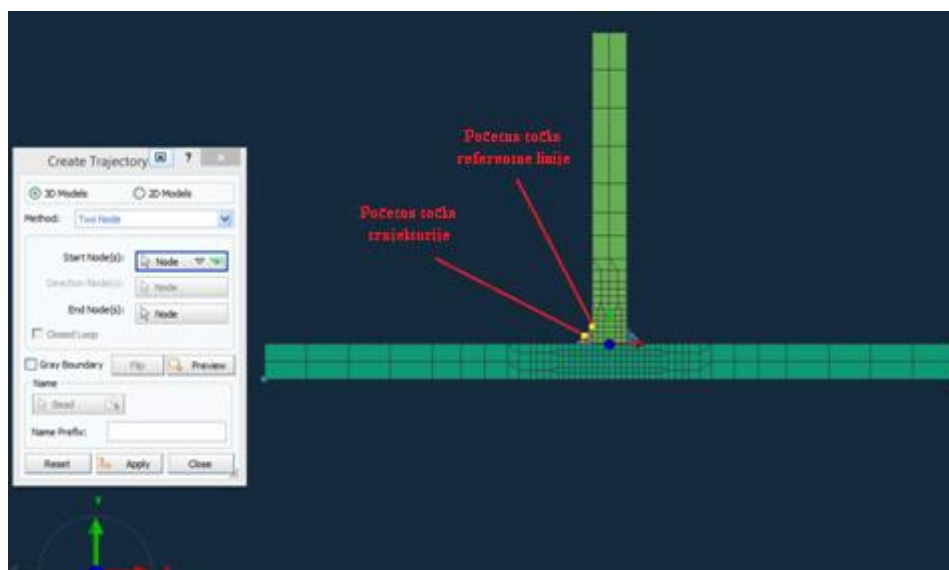 Početna točka
referentne linije
Početna točka
trajektorije
Create Trajectory
?
3D Models
2D Models
Method:
Two Node
Start Node(s):
Node
Direction Node(s):
Node
End Node(s):
Node
Closed Loop
Gray Boundary
Flip
Preview
Name
Bead
Name Prefix:
Reset
Apply
Close
Y